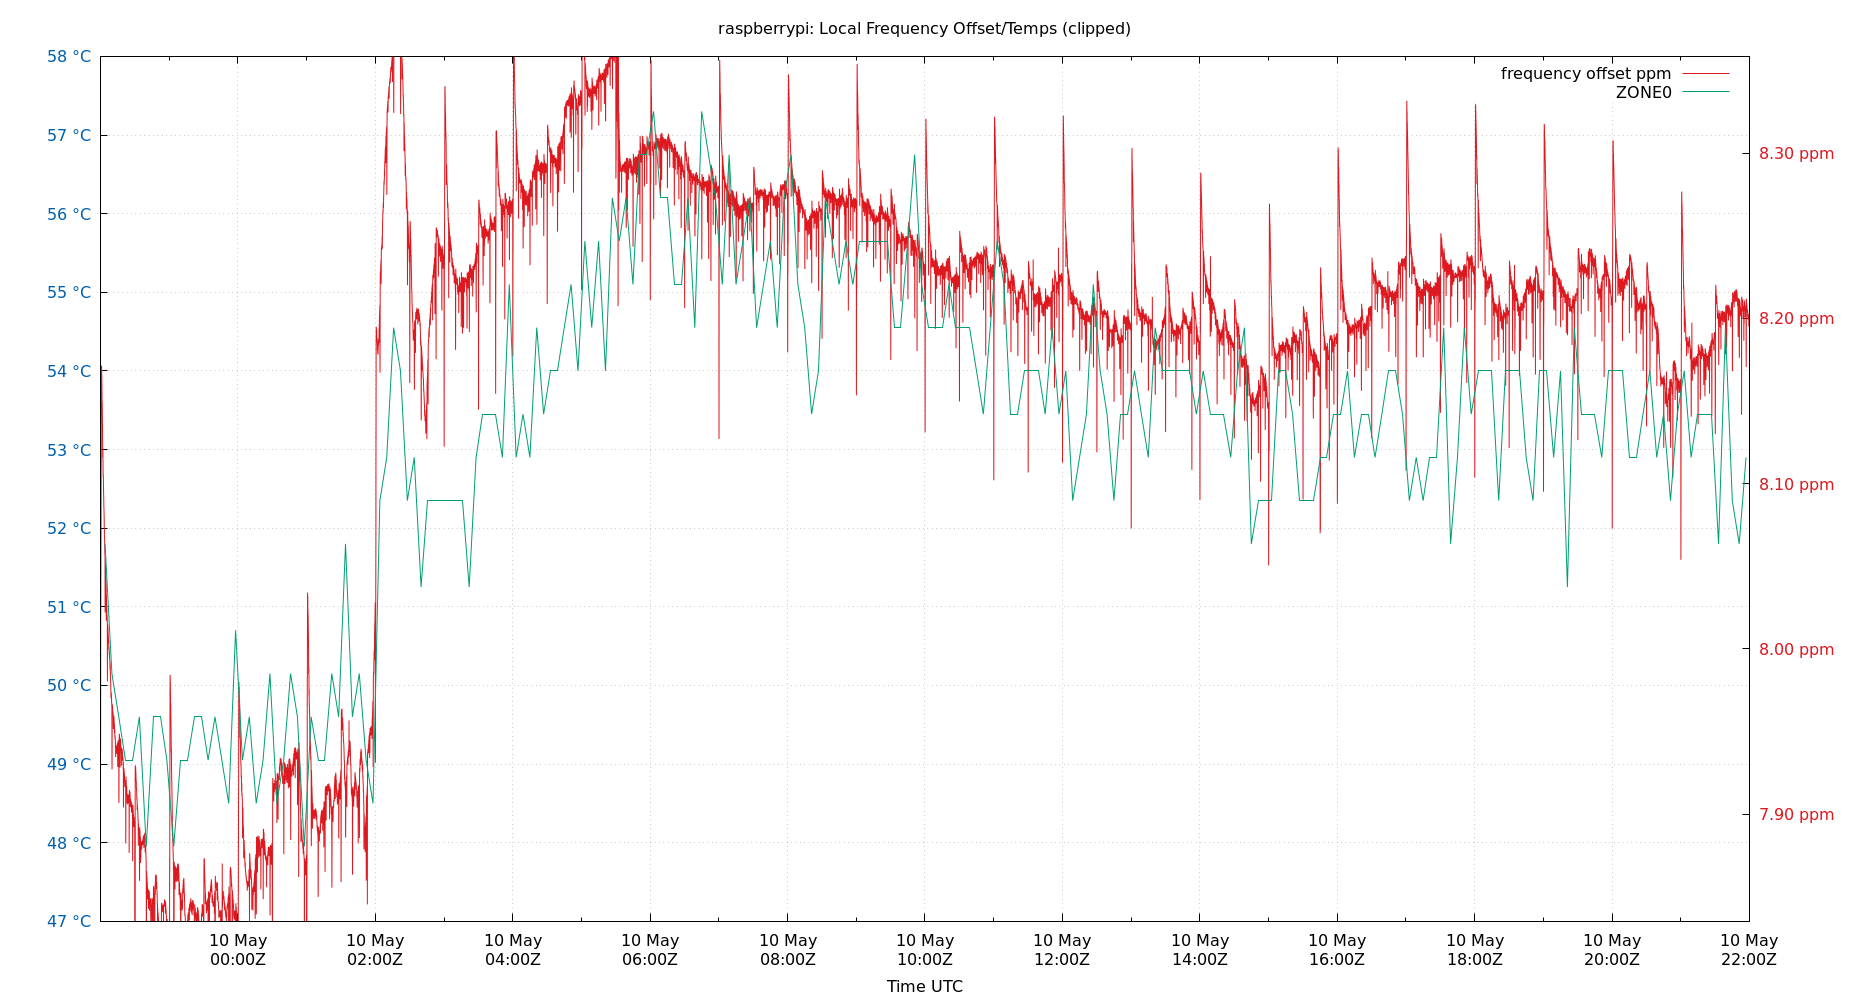 raspberrypi: Local Frequency Offset/Temps (clipped)
frequency offset ppm
ZONE0
58 °C
57 °C
56 °C
55 °C
54 °C
53 °C
52 °C
51 °C
50 °C
49 °C
48 °C
47 °C
8.30 ppm
8.20 ppm
8.10 ppm
8.00 ppm
7.90 ppm
10 May 10 May 10 May 10 May 10 May 10 May 10 May 10 May 10 May 10 May 10 May 10 May
00:00Z 02:00Z 04:00Z 06:00Z 08:00Z 10:00Z 12:00Z 14:00Z 16:00Z 18:00Z 20:00Z 22:00Z
Time UTC